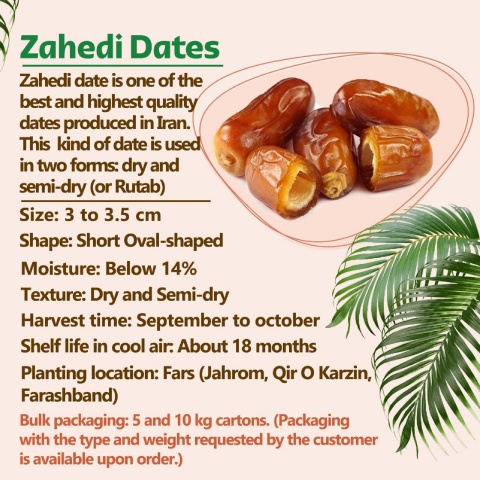 Zahedi Dates
Zahedi date is one of the
best and highest quality
dates produced in Iran.
This kind of date is used
in two forms: dry and
semi-dry (or Rutab)
Size: 3 to 3.5 cm
Shape: Short Oval-shaped
Moisture: Below 14%
Texture: Dry and Semi-dry
Harvest time: September to october
Shelf life in cool air: About 18 months
Planting location: Fars (Jahrom, Qir O Karzin,
Farashband)
Bulk packaging: 5 and 10 kg cartons. (Packaging
with the type and weight requested by the customer
is available upon order.)